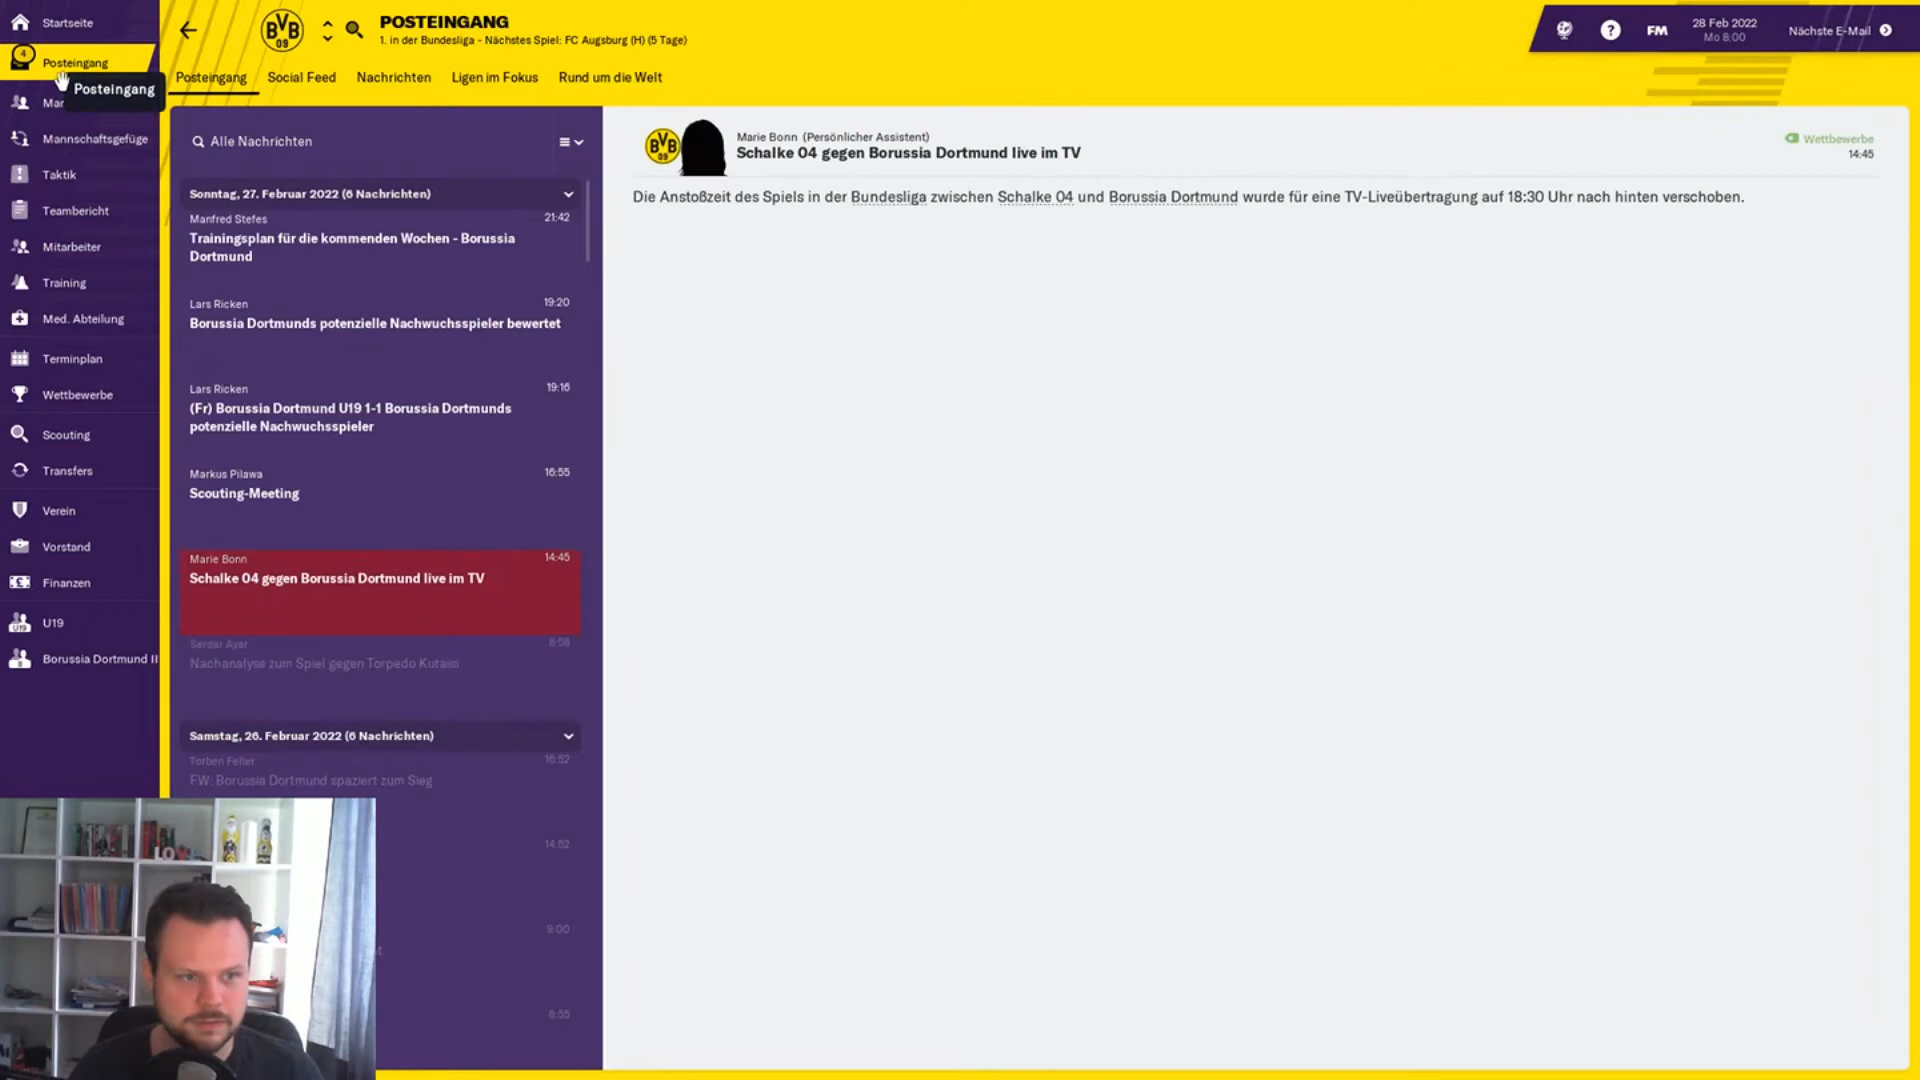 Startseite
4
Posteingang
Posteingang
Mar
Mannschaftsgefüge
Taktik
Teambericht
Mitarbeiter
Training
Med. Abteilung
Terminplan
Wettbewerbe
Scouting
Transfers
Verein
Vorstand
Finanzen
U19
U19
Borussia Dortmund II
BVB
09
POSTEINGANG
1. in der Bundesliga - Nächstes Spiel: FC Augsburg (H) (5 Tage)
? FM
28 Feb 2022
Mo 8:00
Nächste E-Mail
Posteingang Social Feed Nachrichten Ligen im Fokus Rund um die Welt
Alle Nachrichten
Sonntag, 27. Februar 2022 (6 Nachrichten)
Manfred Stefes 21:42
Trainingsplan für die kommenden Wochen - Borussia
Dortmund
Lars Ricken 19:20
Borussia Dortmunds potenzielle Nachwuchsspieler bewertet
Lars Ricken 19:16
(Fr) Borussia Dortmund U19 1-1 Borussia Dortmunds
potenzielle Nachwuchsspieler
Markus Pilawa 16:55
Scouting-Meeting
Marie Bonn 14:45
Schalke 04 gegen Borussia Dortmund live im TV
Serdar Ayar 8:58
Nachanalyse zum Spiel gegen Torpedo Kutaisi
Samstag, 26. Februar 2022 (6 Nachrichten)
Torben Feller 16:52
FW: Borussia Dortmund spaziert zum Sieg
14:52
9:00
t
8:55
BVB
09
Marie Bonn (Persönlicher Assistent)
Schalke 04 gegen Borussia Dortmund live im TV
Wettbewerbe
14:45
Die Anstoßzeit des Spiels in der Bundesliga zwischen Schalke 04 und Borussia Dortmund wurde für eine TV-Liveübertragung auf 18:30 Uhr nach hinten verschoben.